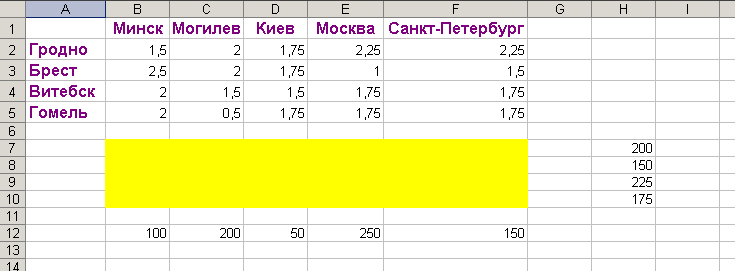 A B C D E F G H I
1 Минск Могилев Киев Москва Санкт-Петербург
2 Гродно 1,5 2 1,75 2,25 2,25
3 Брест 2,5 2 1,75 1 1,5
4 Витебск 2 1,5 1,5 1,75 1,75
5 Гомель 2 0,5 1,75 1,75 1,75
6
7 200
8 150
9 225
10 175
11
12 100 200 50 250 150
13
14